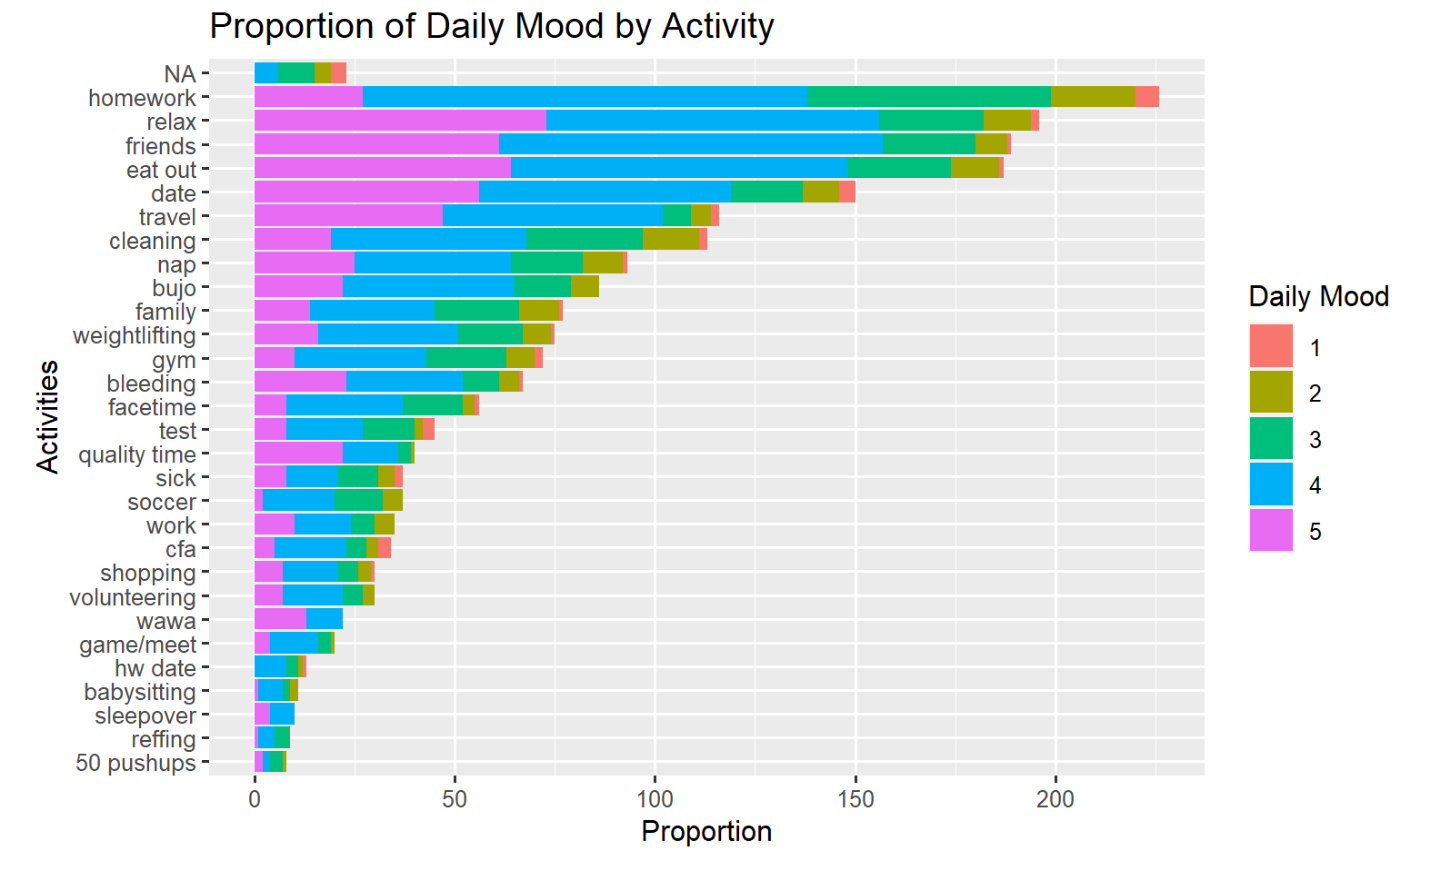 Proportion of Daily Mood by Activity
NA
homework
relax
friends
eat out
date
travel
cleaning
nap
bujo
family
weightlifting
gym
bleeding
facetime
test
quality time
sick
soccer
work
cfa
shopping
volunteering
wawa
game/meet
hw date
babysitting
sleepover
reffing
50 pushups
Activities
0 50 100 150 200
Proportion
Daily Mood
1
2
3
4
5